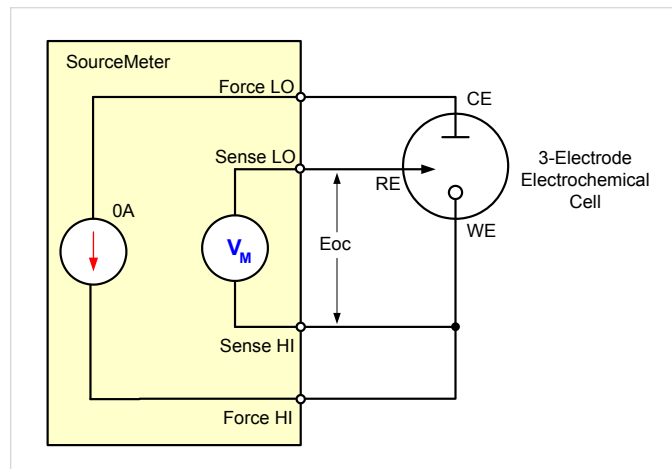 SourceMeter
Force LO
CE
Sense LO
3-Electrode
Electrochemical
Cell
RE
0A
V_M
Eoc
WE
Sense HI
Force HI